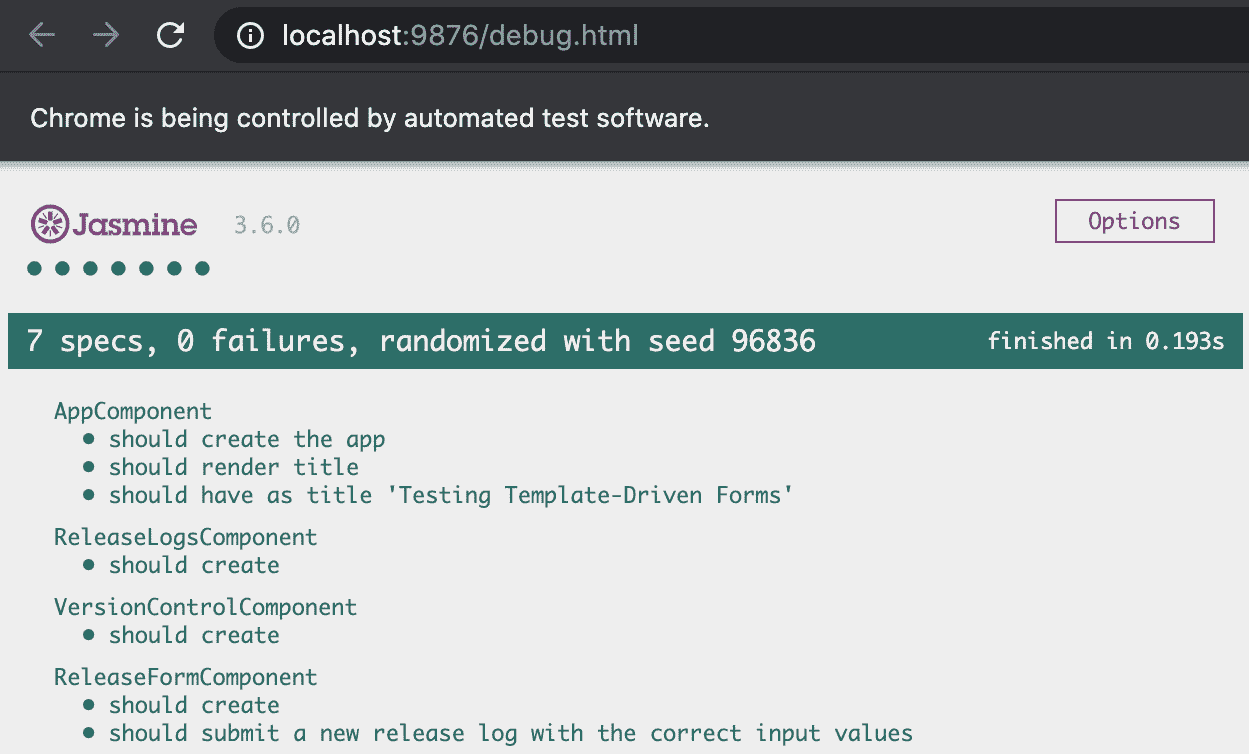 localhost:9876/debug.html
Chrome is being controlled by automated test software.
Jasmine 3.6.0 Options
7 specs, 0 failures, randomized with seed 96836 finished in 0.193s
AppComponent
• should create the app
• should render title
• should have as title 'Testing Template-Driven Forms'
ReleaseLogsComponent
• should create
VersionControlComponent
• should create
ReleaseFormComponent
• should create
• should submit a new release log with the correct input values